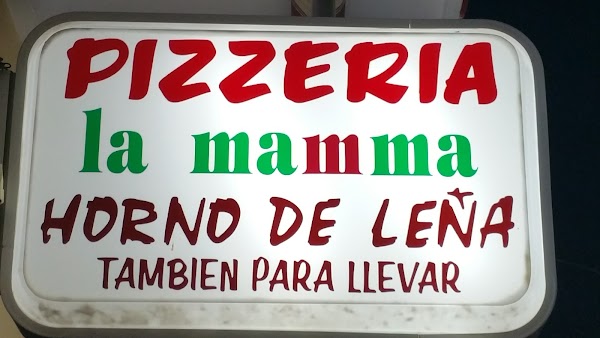 PIZZERIA
la mamma
HORNO DE LEÑA
TAMBIEN PARA LLEVAR